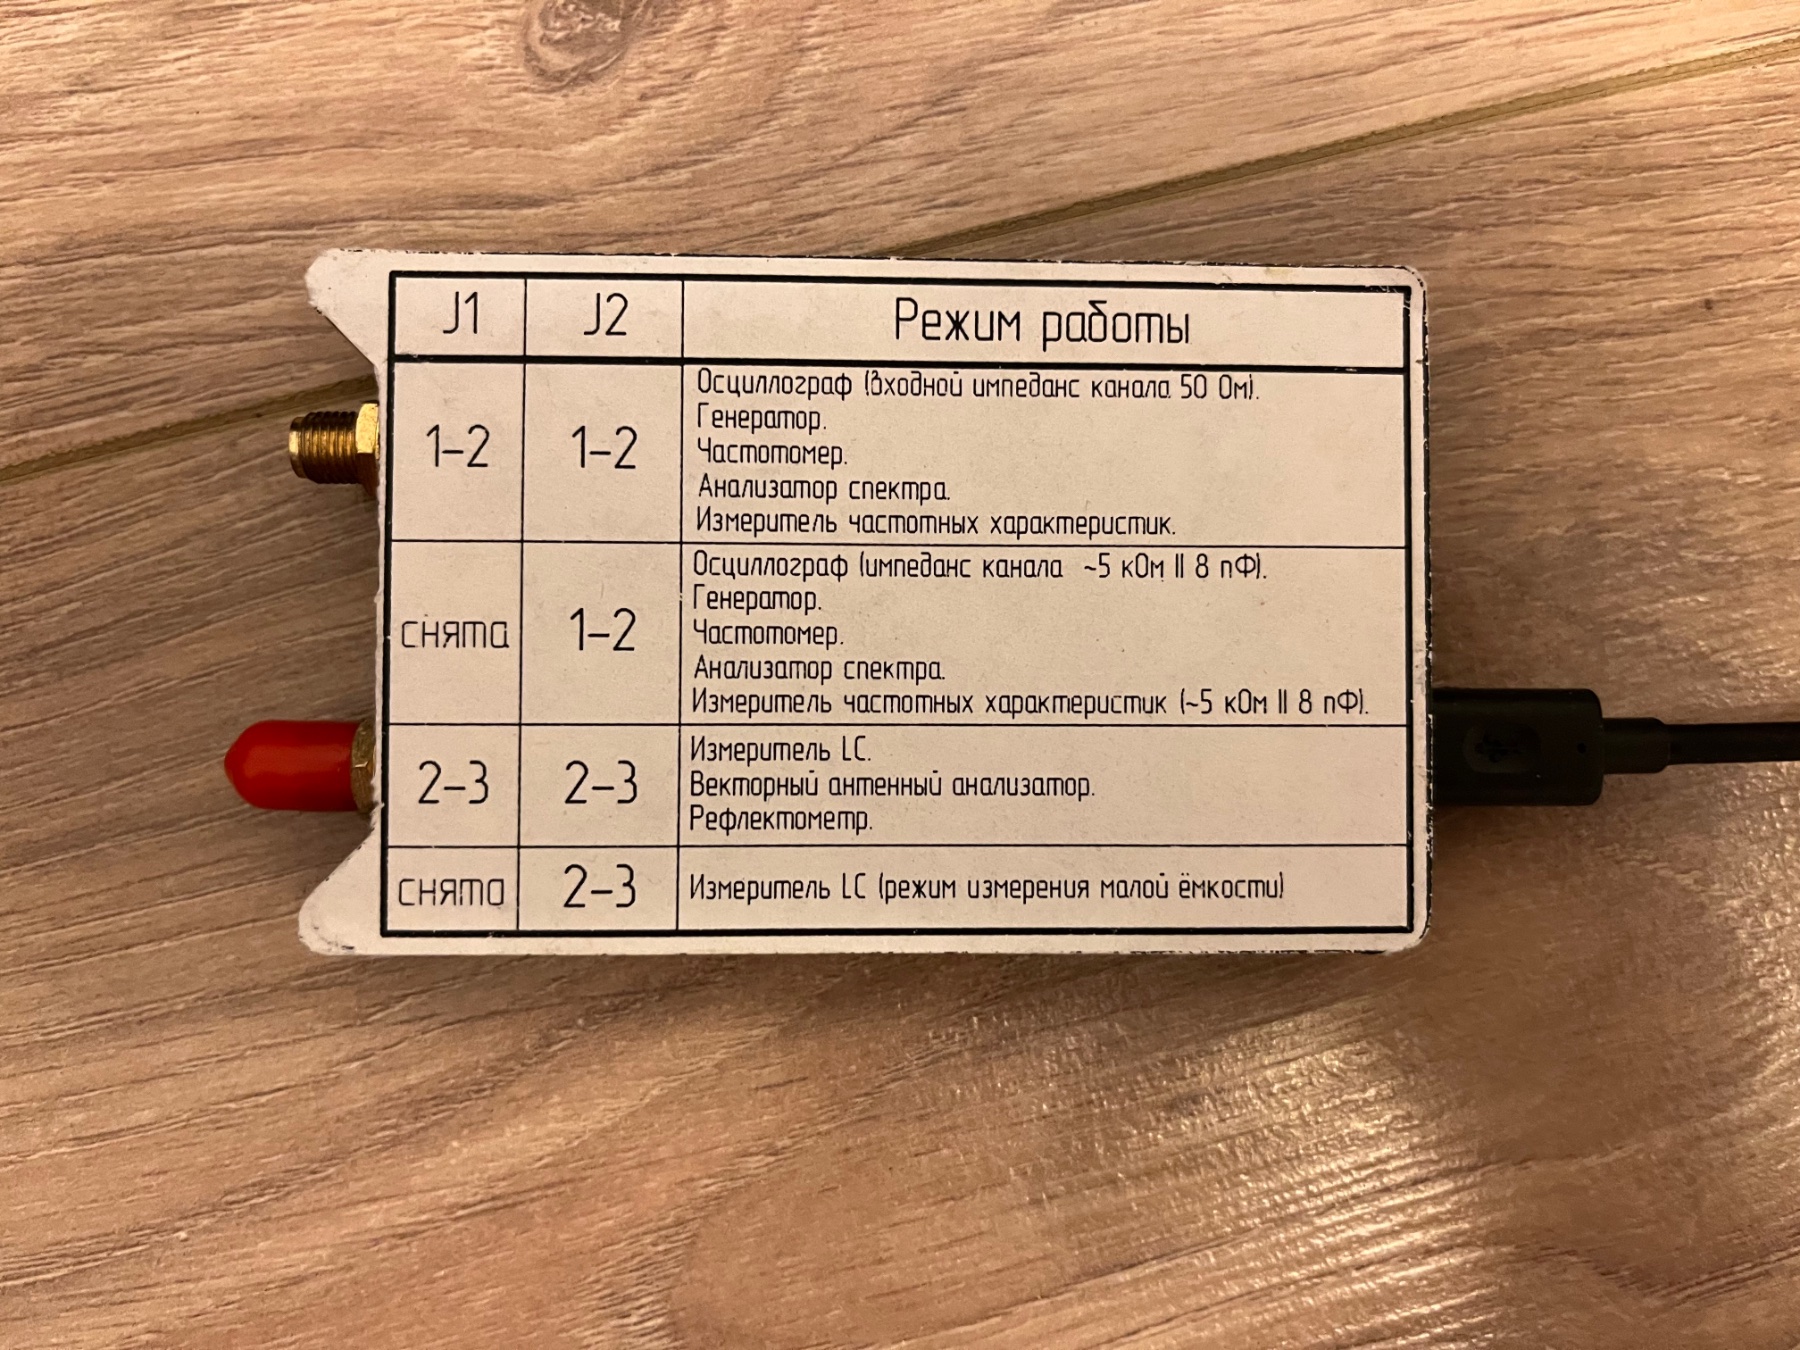 J1 J2 Режим работы
1-2 1-2 Осциллограф (входной импеданс канала 50 Ом).
Генератор.
Частотомер.
Анализатор спектра.
Измеритель частотных характеристик.
снята 1-2 Осциллограф (импеданс канала ~5 кОм || 8 пФ).
Генератор.
Частотомер.
Анализатор спектра.
Измеритель частотных характеристик (~5 кОм || 8 пФ).
2-3 2-3 Измеритель LC.
Векторный антенный анализатор.
Рефлектометр.
снята 2-3 Измеритель LC (режим измерения малой ёмкости)